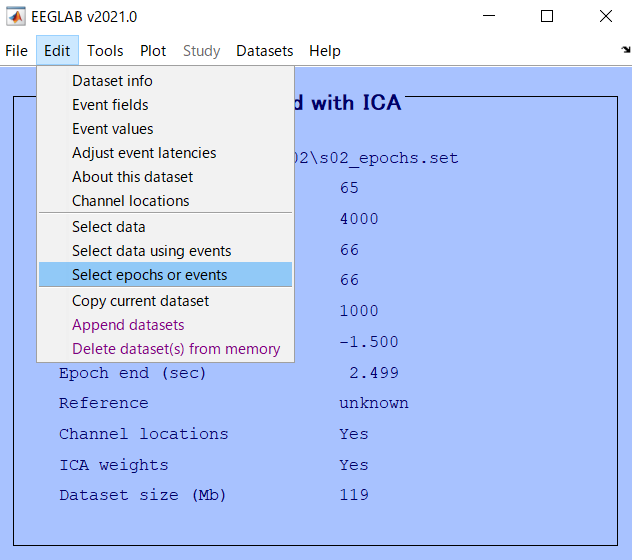 EEGLAB v2021.0
File Edit Tools Plot Study Datasets Help
d with ICA
Dataset info
Event fields
Event values
Adjust event latencies
02\s02_epochs.set
About this dataset
65
Channel locations
Select data
4000
Select data using events
66
Select epochs or events
66
Copy current dataset
1000
Append datasets
-1.500
Delete dataset(s) from memory
Epoch end (sec) 2.499
Reference unknown
Channel locations Yes
ICA weights Yes
Dataset size (Mb) 119